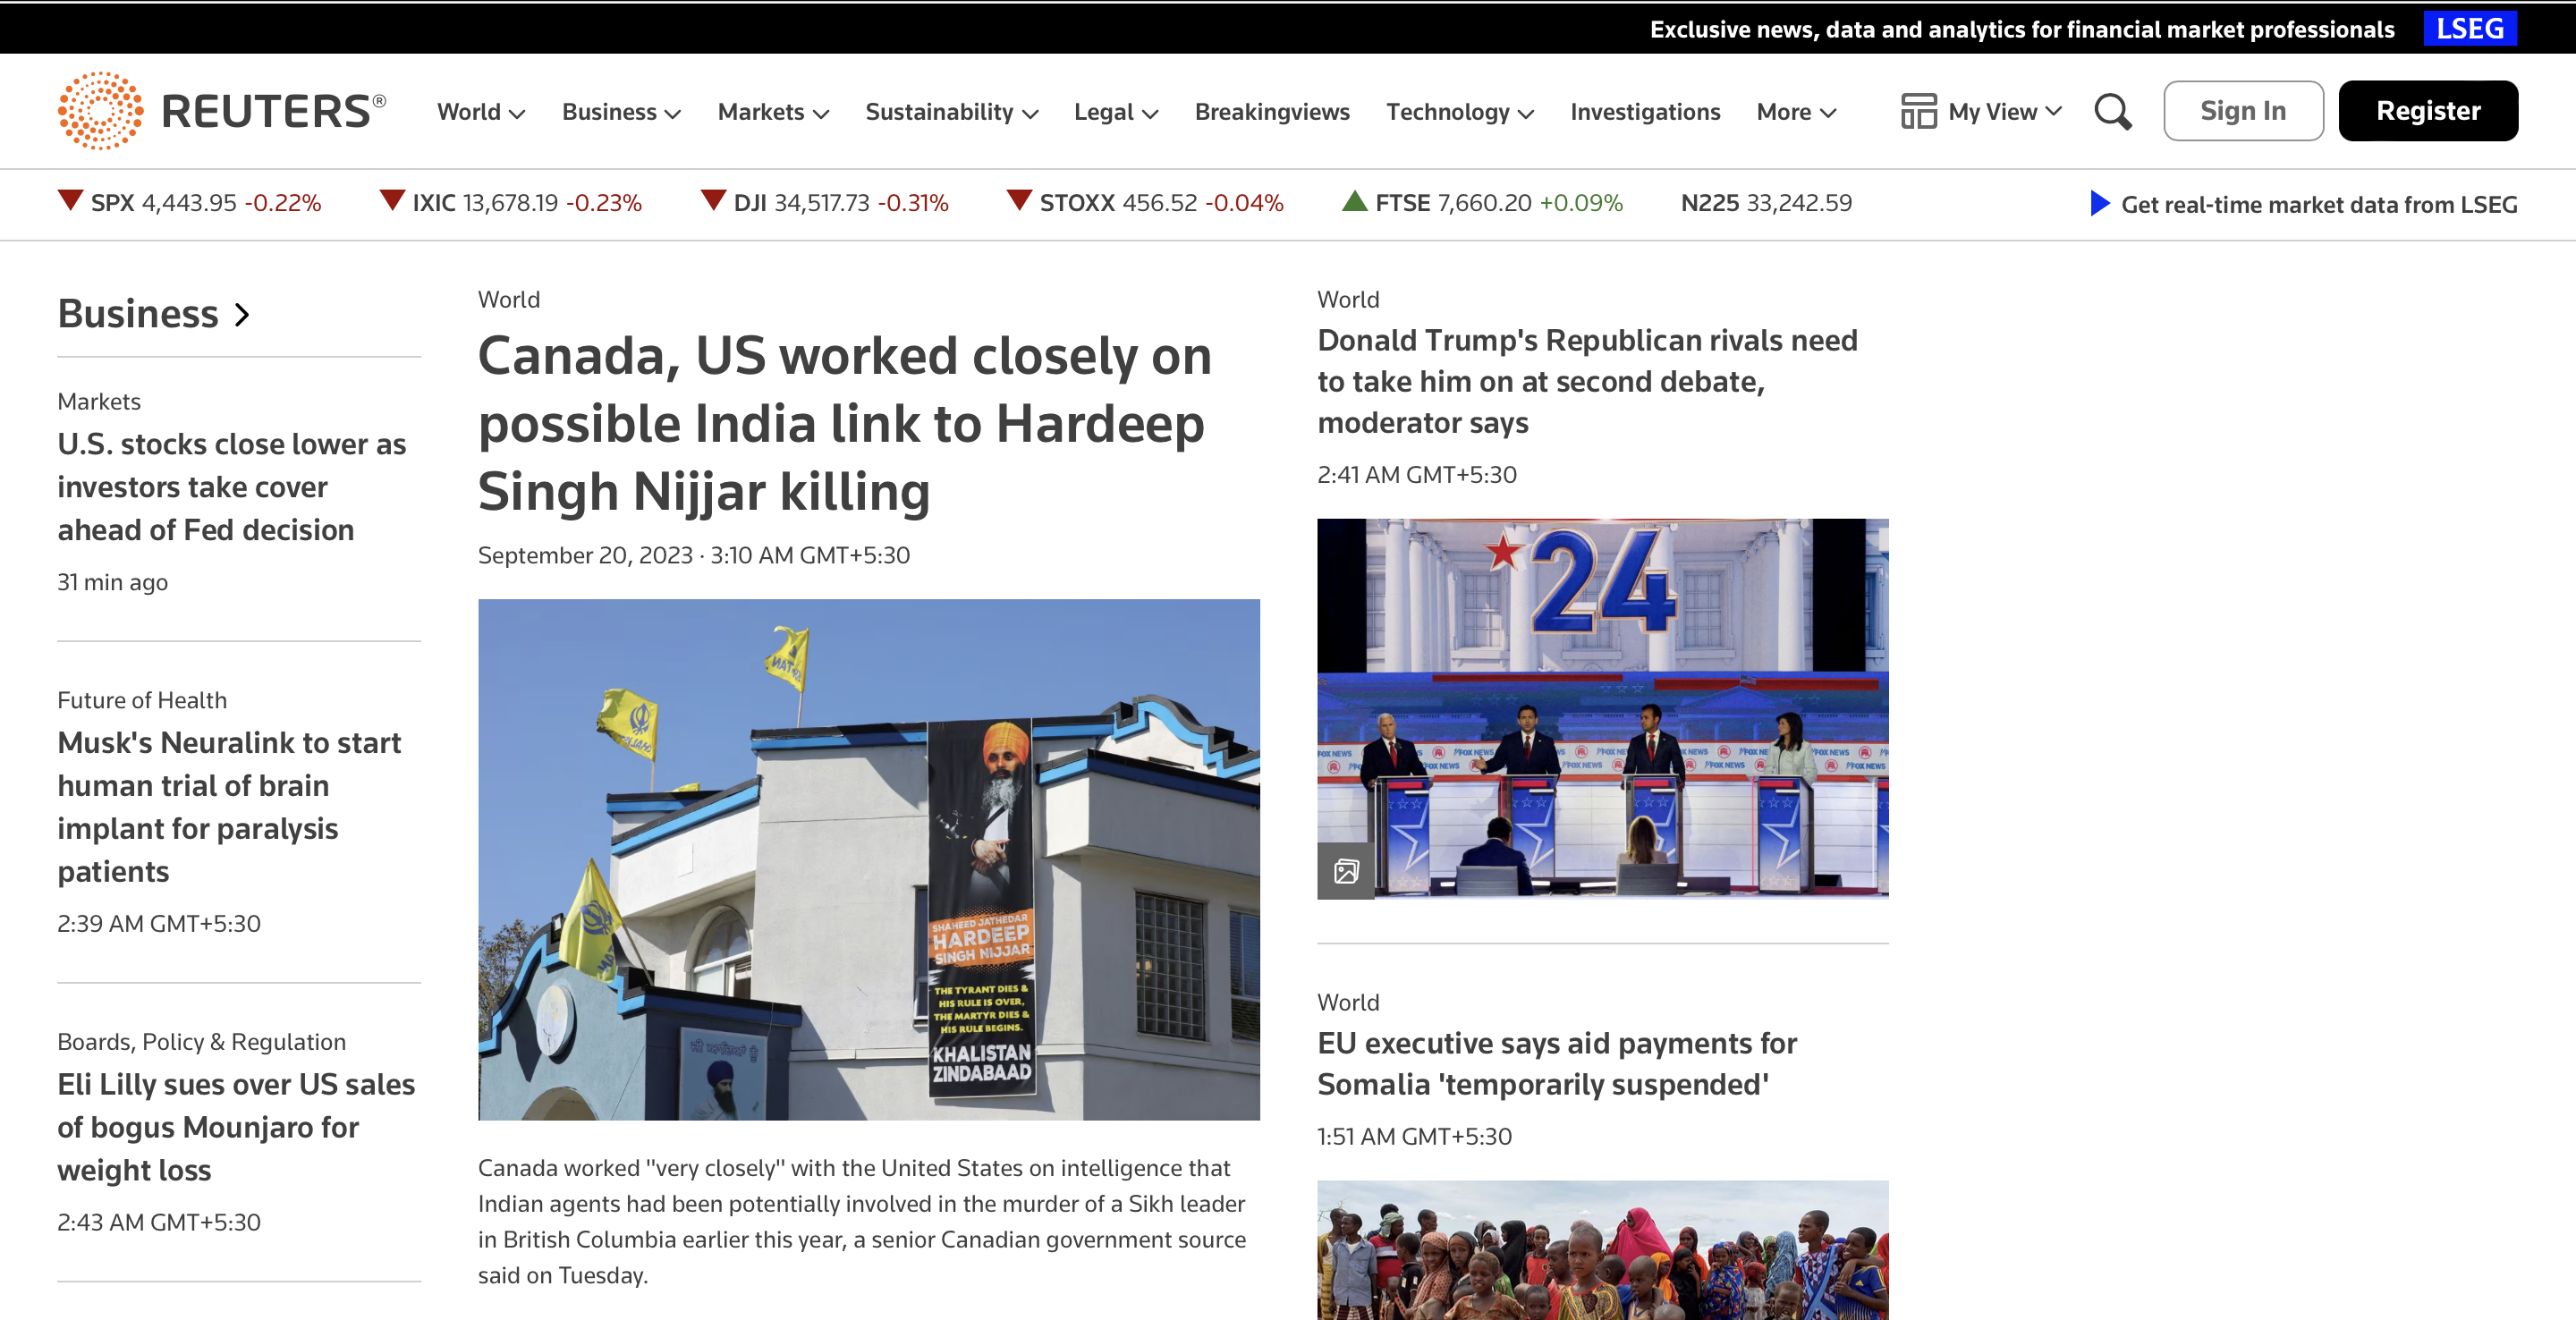 Exclusive news, data and analytics for financial market professionals LSEG
REUTERS®
World Business Markets Sustainability Legal Breakingviews Technology Investigations More My View Sign In Register
SPX 4,443.95 -0.22% IXIC 13,678.19 -0.23% DJI 34,517.73 -0.31% STOXX 456.52 -0.04% FTSE 7,660.20 +0.09% N225 33,242.59 Get real-time market data from LSEG
Business
Markets
U.S. stocks close lower as
investors take cover
ahead of Fed decision
31 min ago
Future of Health
Musk's Neuralink to start
human trial of brain
implant for paralysis
patients
2:39 AM GMT+5:30
Boards, Policy & Regulation
Eli Lilly sues over US sales
of bogus Mounjaro for
weight loss
2:43 AM GMT+5:30
World
Canada, US worked closely on
possible India link to Hardeep
Singh Nijjar killing
September 20, 2023 · 3:10 AM GMT+5:30
SHAHEED JATHEDAR
HARDEEP
SINGH NIJJAR
THE TYRANT DIES &
HIS RULE IS OVER,
THE MARTYR DIES &
HIS RULE BEGINS.
KHALISTAN
ZINDABAAD
Canada worked "very closely" with the United States on intelligence that
Indian agents had been potentially involved in the murder of a Sikh leader
in British Columbia earlier this year, a senior Canadian government source
said on Tuesday.
World
Donald Trump's Republican rivals need
to take him on at second debate,
moderator says
2:41 AM GMT+5:30
24
FOX NEWS FOX NEWS FOX NEWS FOX NEWS
World
EU executive says aid payments for
Somalia 'temporarily suspended'
1:51 AM GMT+5:30